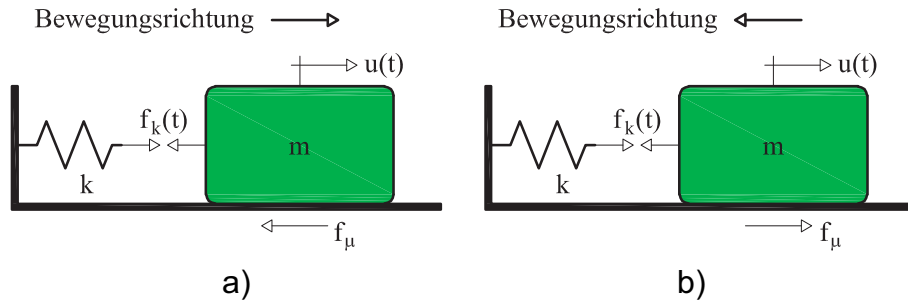 Bewegungsrichtung
u(t)
f_k(t)
m
k
f_μ
a)
Bewegungsrichtung
u(t)
f_k(t)
m
k
f_μ
b)